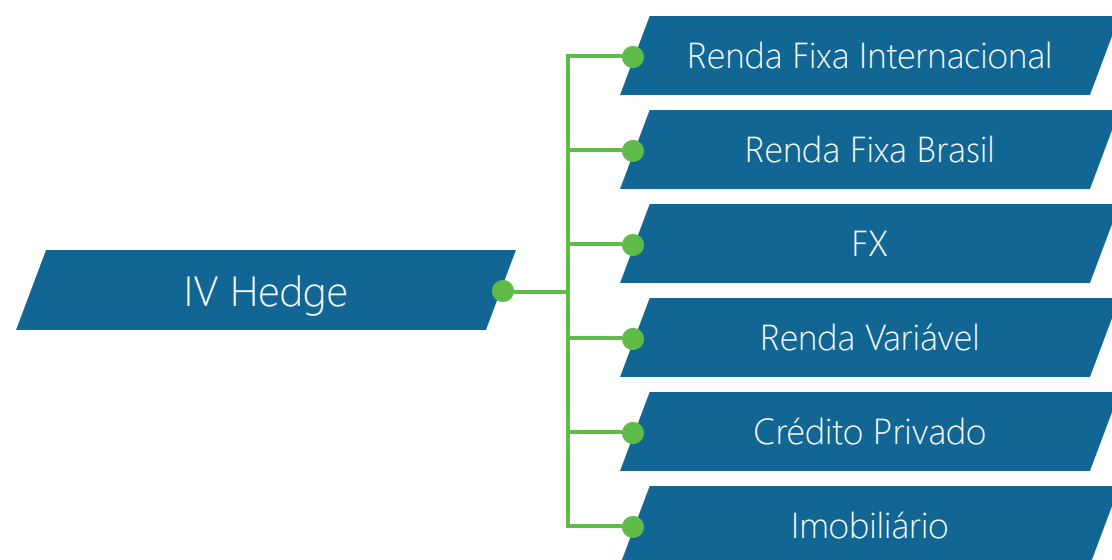 Renda Fixa Internacional
Renda Fixa Brasil
FX
IV Hedge
Renda Variável
Crédito Privado
Imobiliário